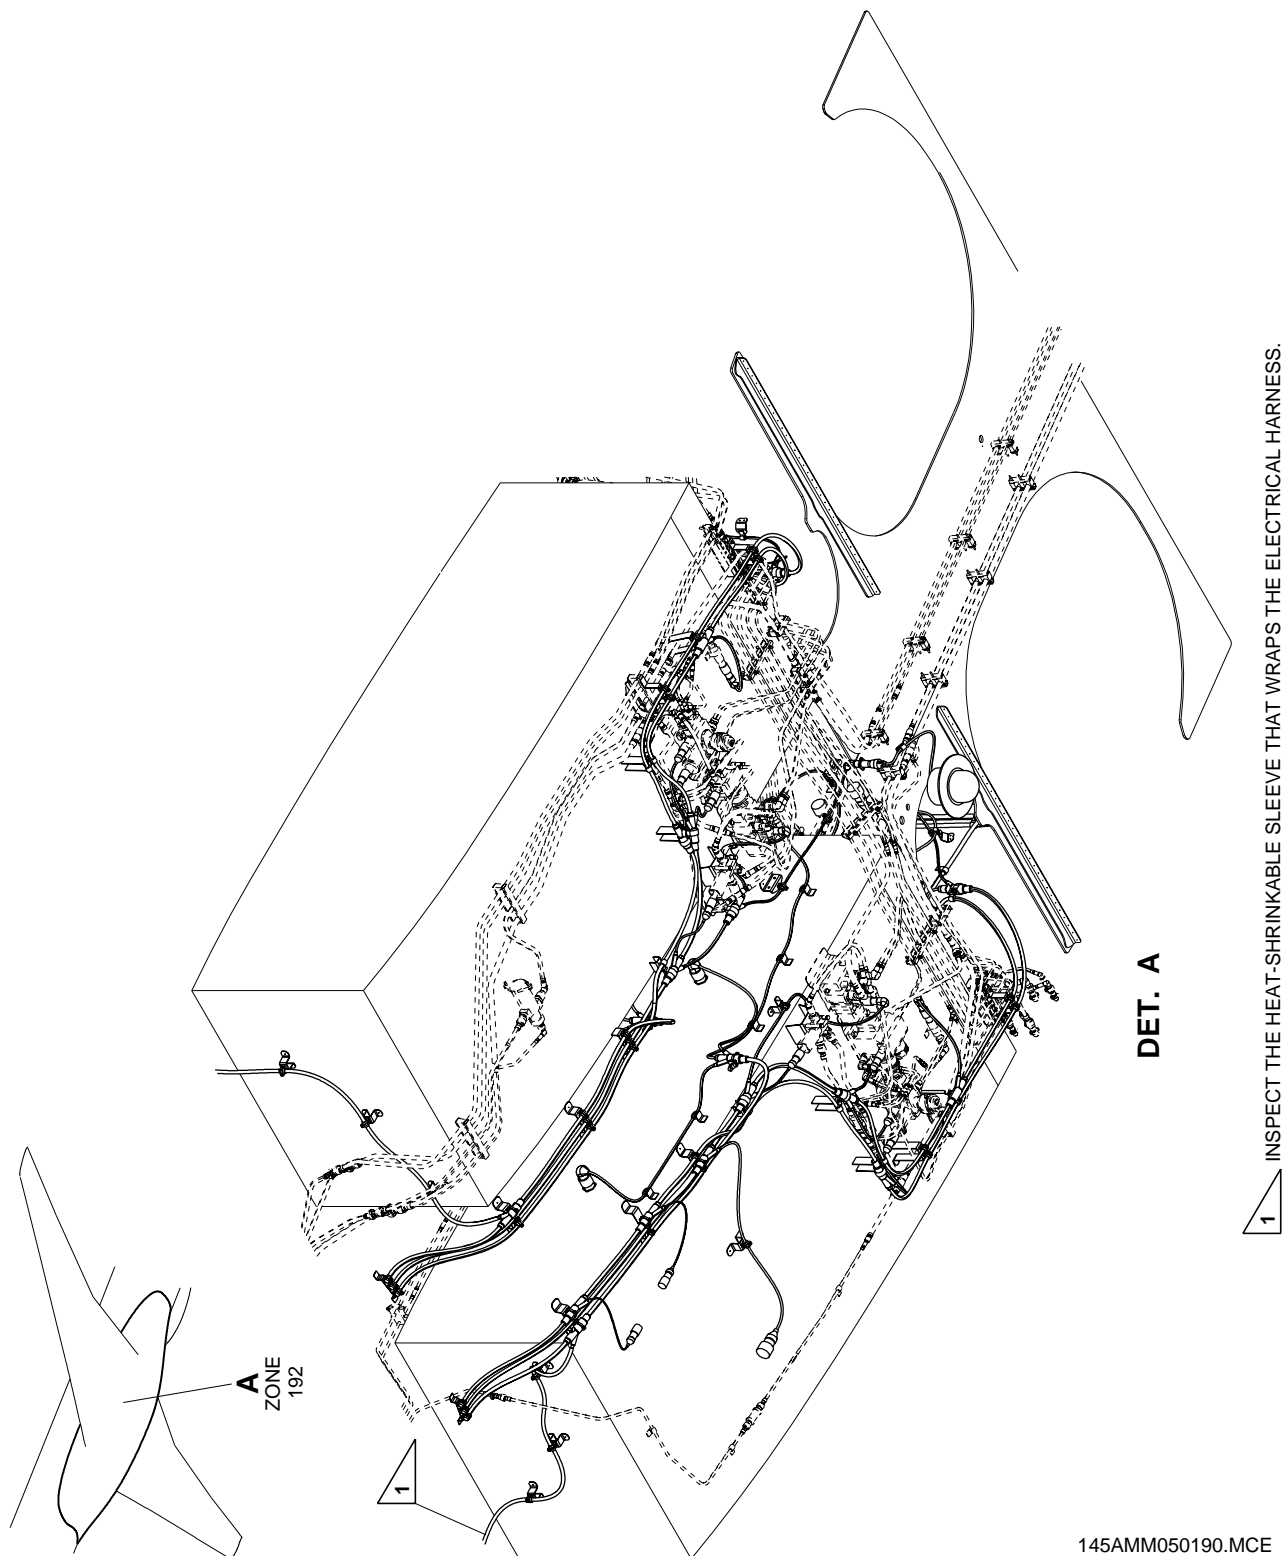 A
ZONE
192
1
DET. A
1 INSPECT THE HEAT-SHRINKABLE SLEEVE THAT WRAPS THE ELECTRICAL HARNESS.
145AMM050190.MCE